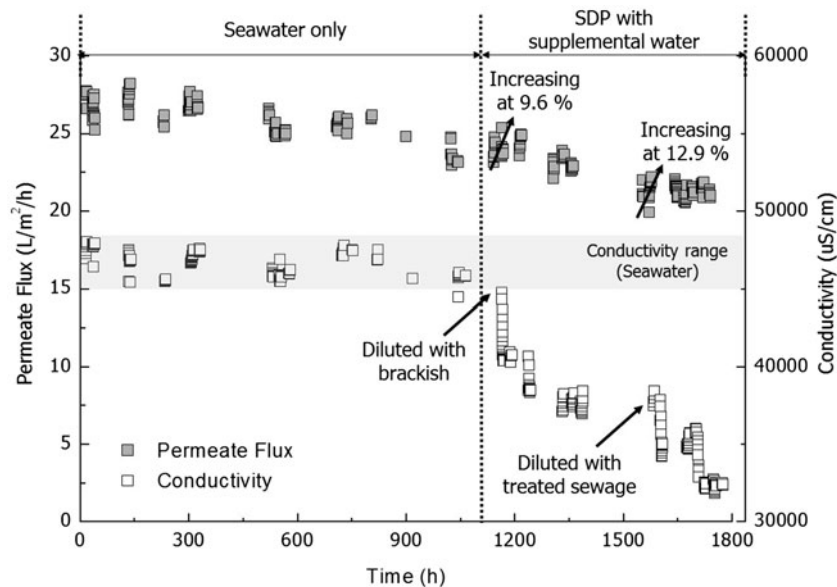 Seawater only
SDP with
supplemental water
30
25
20
15
10
5
0
Permeate Flux (L/m²/h)
60000
50000
40000
30000
Conductivity (uS/cm)
Increasing
at 9.6 %
Increasing
at 12.9 %
Conductivity range
(Seawater)
Diluted with
brackish
Diluted with
treated sewage
Permeate Flux
Conductivity
0 300 600 900 1200 1500 1800
Time (h)